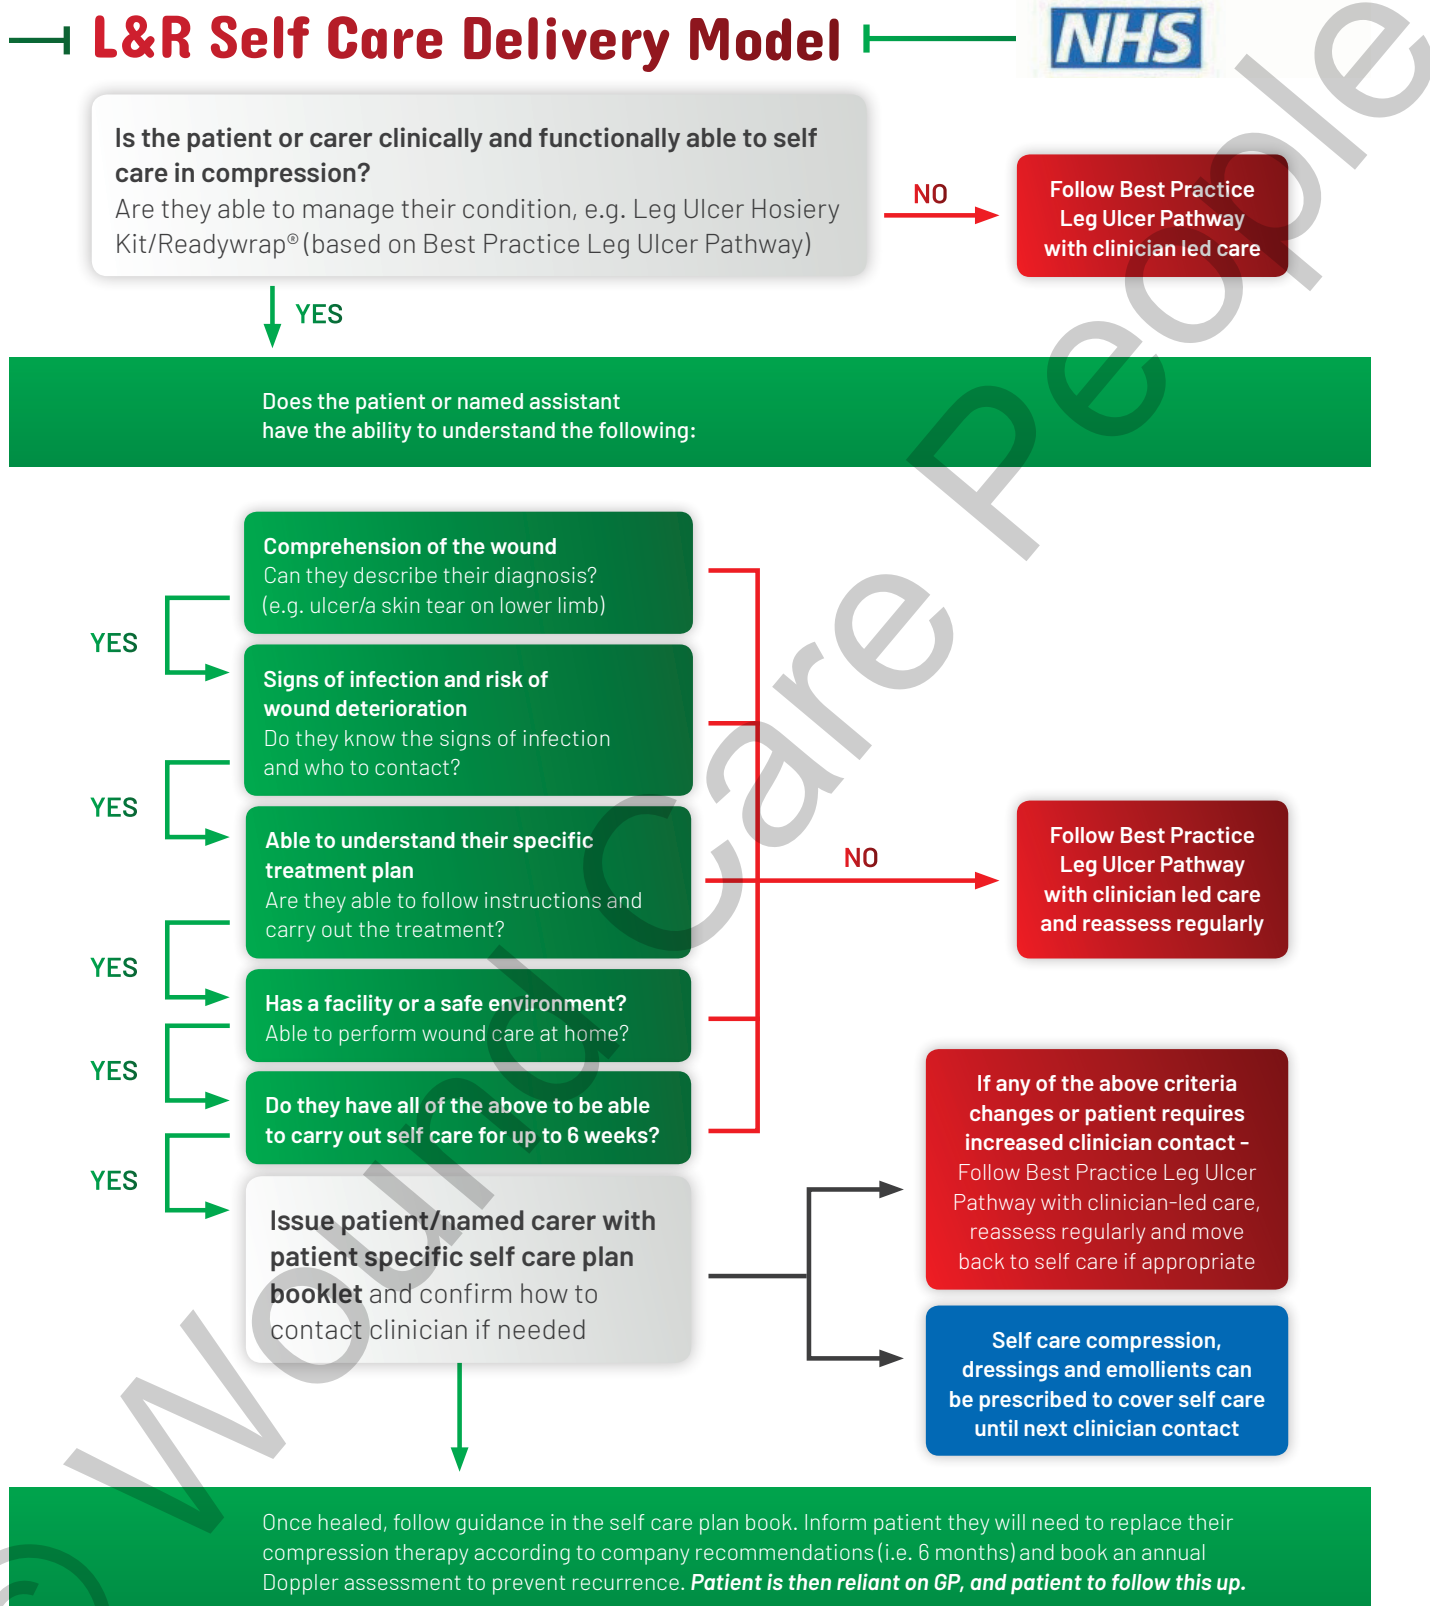 L&R Self Care Delivery Model
NHS
Is the patient or carer clinically and functionally able to self
care in compression?
Are they able to manage their condition, e.g. Leg Ulcer Hosiery
Kit/Readywrap® (based on Best Practice Leg Ulcer Pathway)
NO
Follow Best Practice
Leg Ulcer Pathway
with clinician led care
YES
Does the patient or named assistant
have the ability to understand the following:
Comprehension of the wound
Can they describe their diagnosis?
(e.g. ulcer/a skin tear on lower limb)
YES
Signs of infection and risk of
wound deterioration
Do they know the signs of infection
and who to contact?
YES
Able to understand their specific
treatment plan
Are they able to follow instructions and
carry out the treatment?
NO
Follow Best Practice
Leg Ulcer Pathway
with clinician led care
and reassess regularly
YES
Has a facility or a safe environment?
Able to perform wound care at home?
YES
Do they have all of the above to be able
to carry out self care for up to 6 weeks?
YES
Issue patient/named carer with
patient specific self care plan
booklet and confirm how to
contact clinician if needed
If any of the above criteria
changes or patient requires
increased clinician contact -
Follow Best Practice Leg Ulcer
Pathway with clinician-led care,
reassess regularly and move
back to self care if appropriate
Self care compression,
dressings and emollients can
be prescribed to cover self care
until next clinician contact
Once healed, follow guidance in the self care plan book. Inform patient they will need to replace their
compression therapy according to company recommendations (i.e. 6 months) and book an annual
Doppler assessment to prevent recurrence. Patient is then reliant on GP, and patient to follow this up.
© Wound Care People